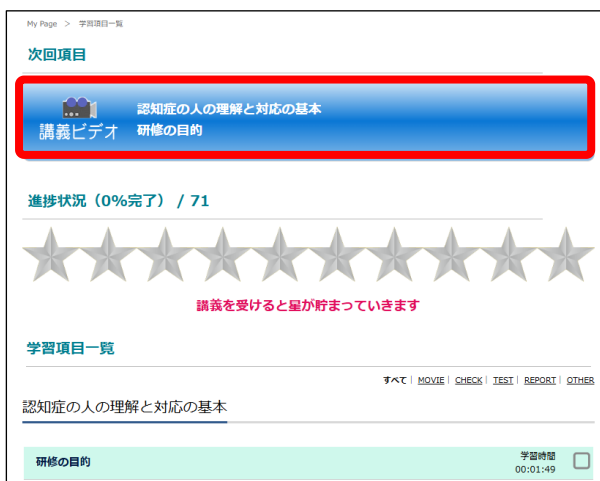 My Page > 学習項目一覧
次回項目
認知症の人の理解と対応の基本
講義ビデオ 研修の目的
進捗状況（0%完了） / 71
講義を受けると星が貯まっていきます
学習項目一覧
すべて | MOVIE | CHECK | TEST | REPORT | OTHER
認知症の人の理解と対応の基本
研修の目的
学習時間
00:01:49